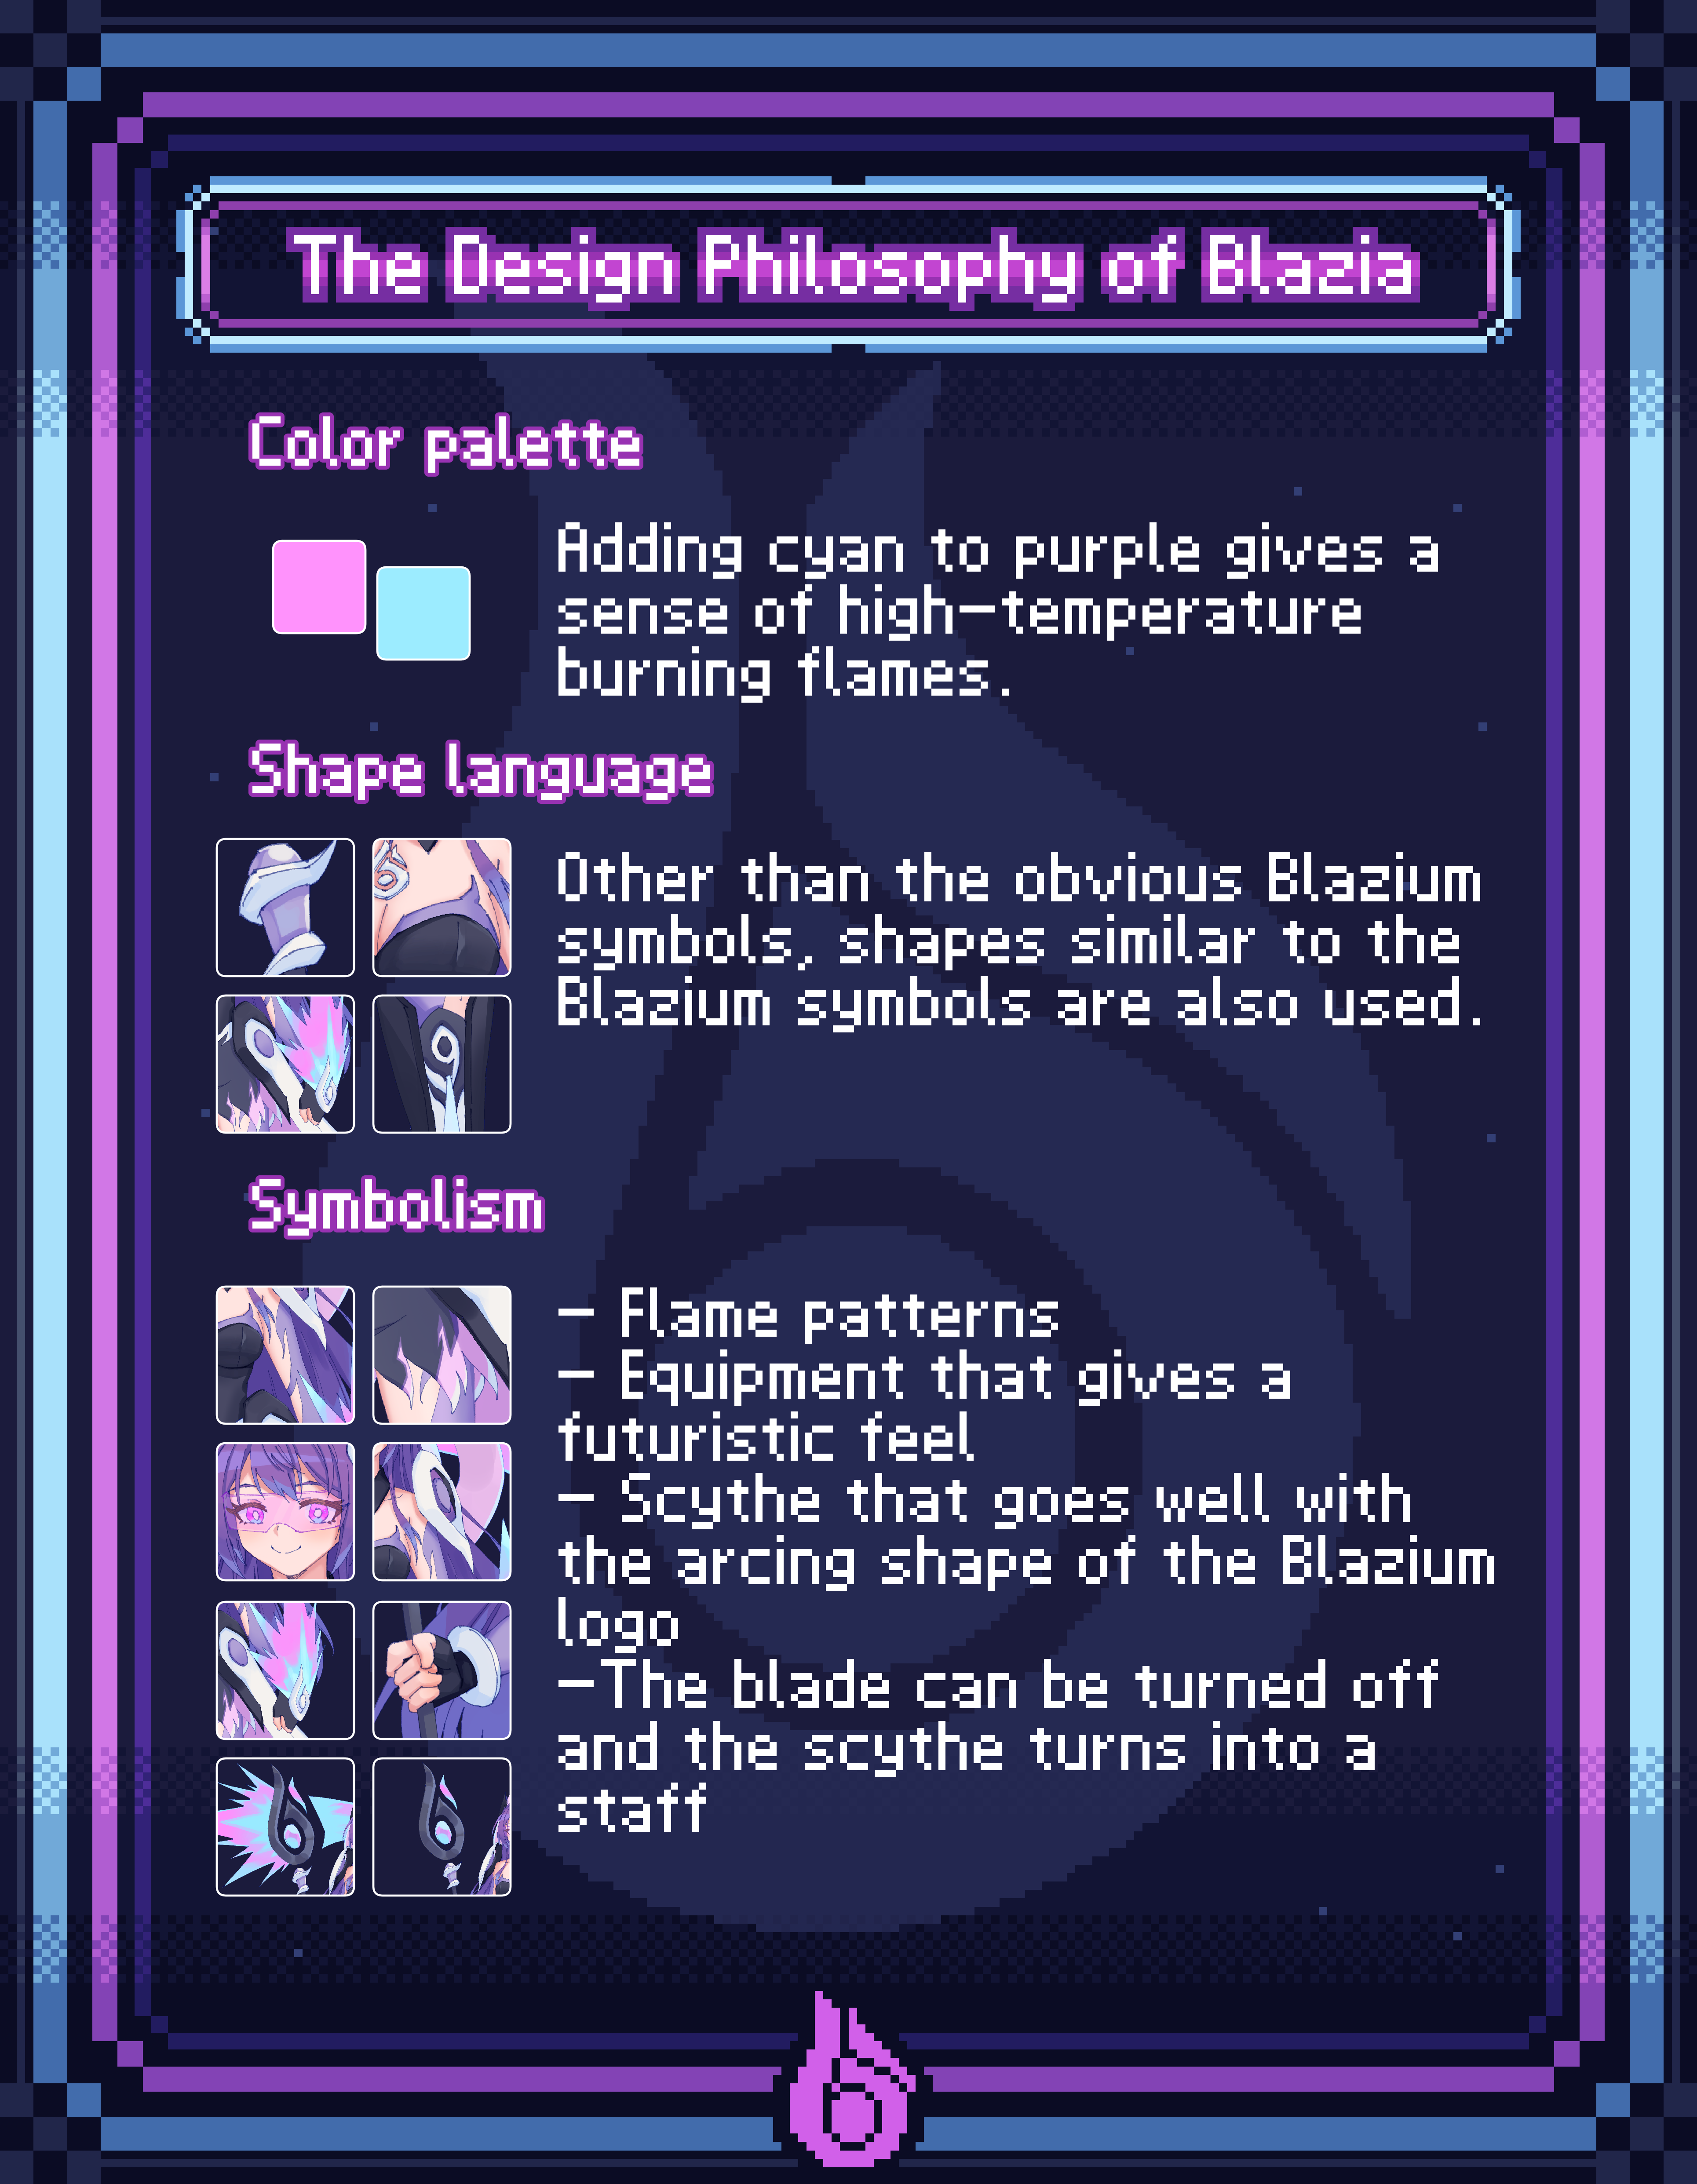 The Design Philosophy of Blazia
Color palette
Adding cyan to purple gives a
sense of high-temperature
burning flames.
Shape language
Other than the obvious Blazium
symbols, shapes similar to the
Blazium symbols are also used.
Symbolism
- Flame patterns
- Equipment that gives a
futuristic feel
- Scythe that goes well with
the arcing shape of the Blazium
logo
-The blade can be turned off
and the scythe turns into a
staff